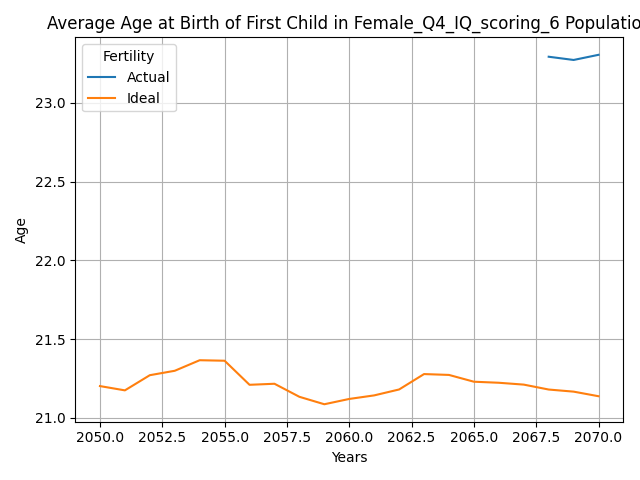 Average Age at Birth of First Child in Female_Q4_IQ_scoring_6 Populatio
Fertility
Actual
Ideal
23.0
22.5
22.0
21.5
21.0
Age
2050.0 2052.5 2055.0 2057.5 2060.0 2062.5 2065.0 2067.5 2070.0
Years